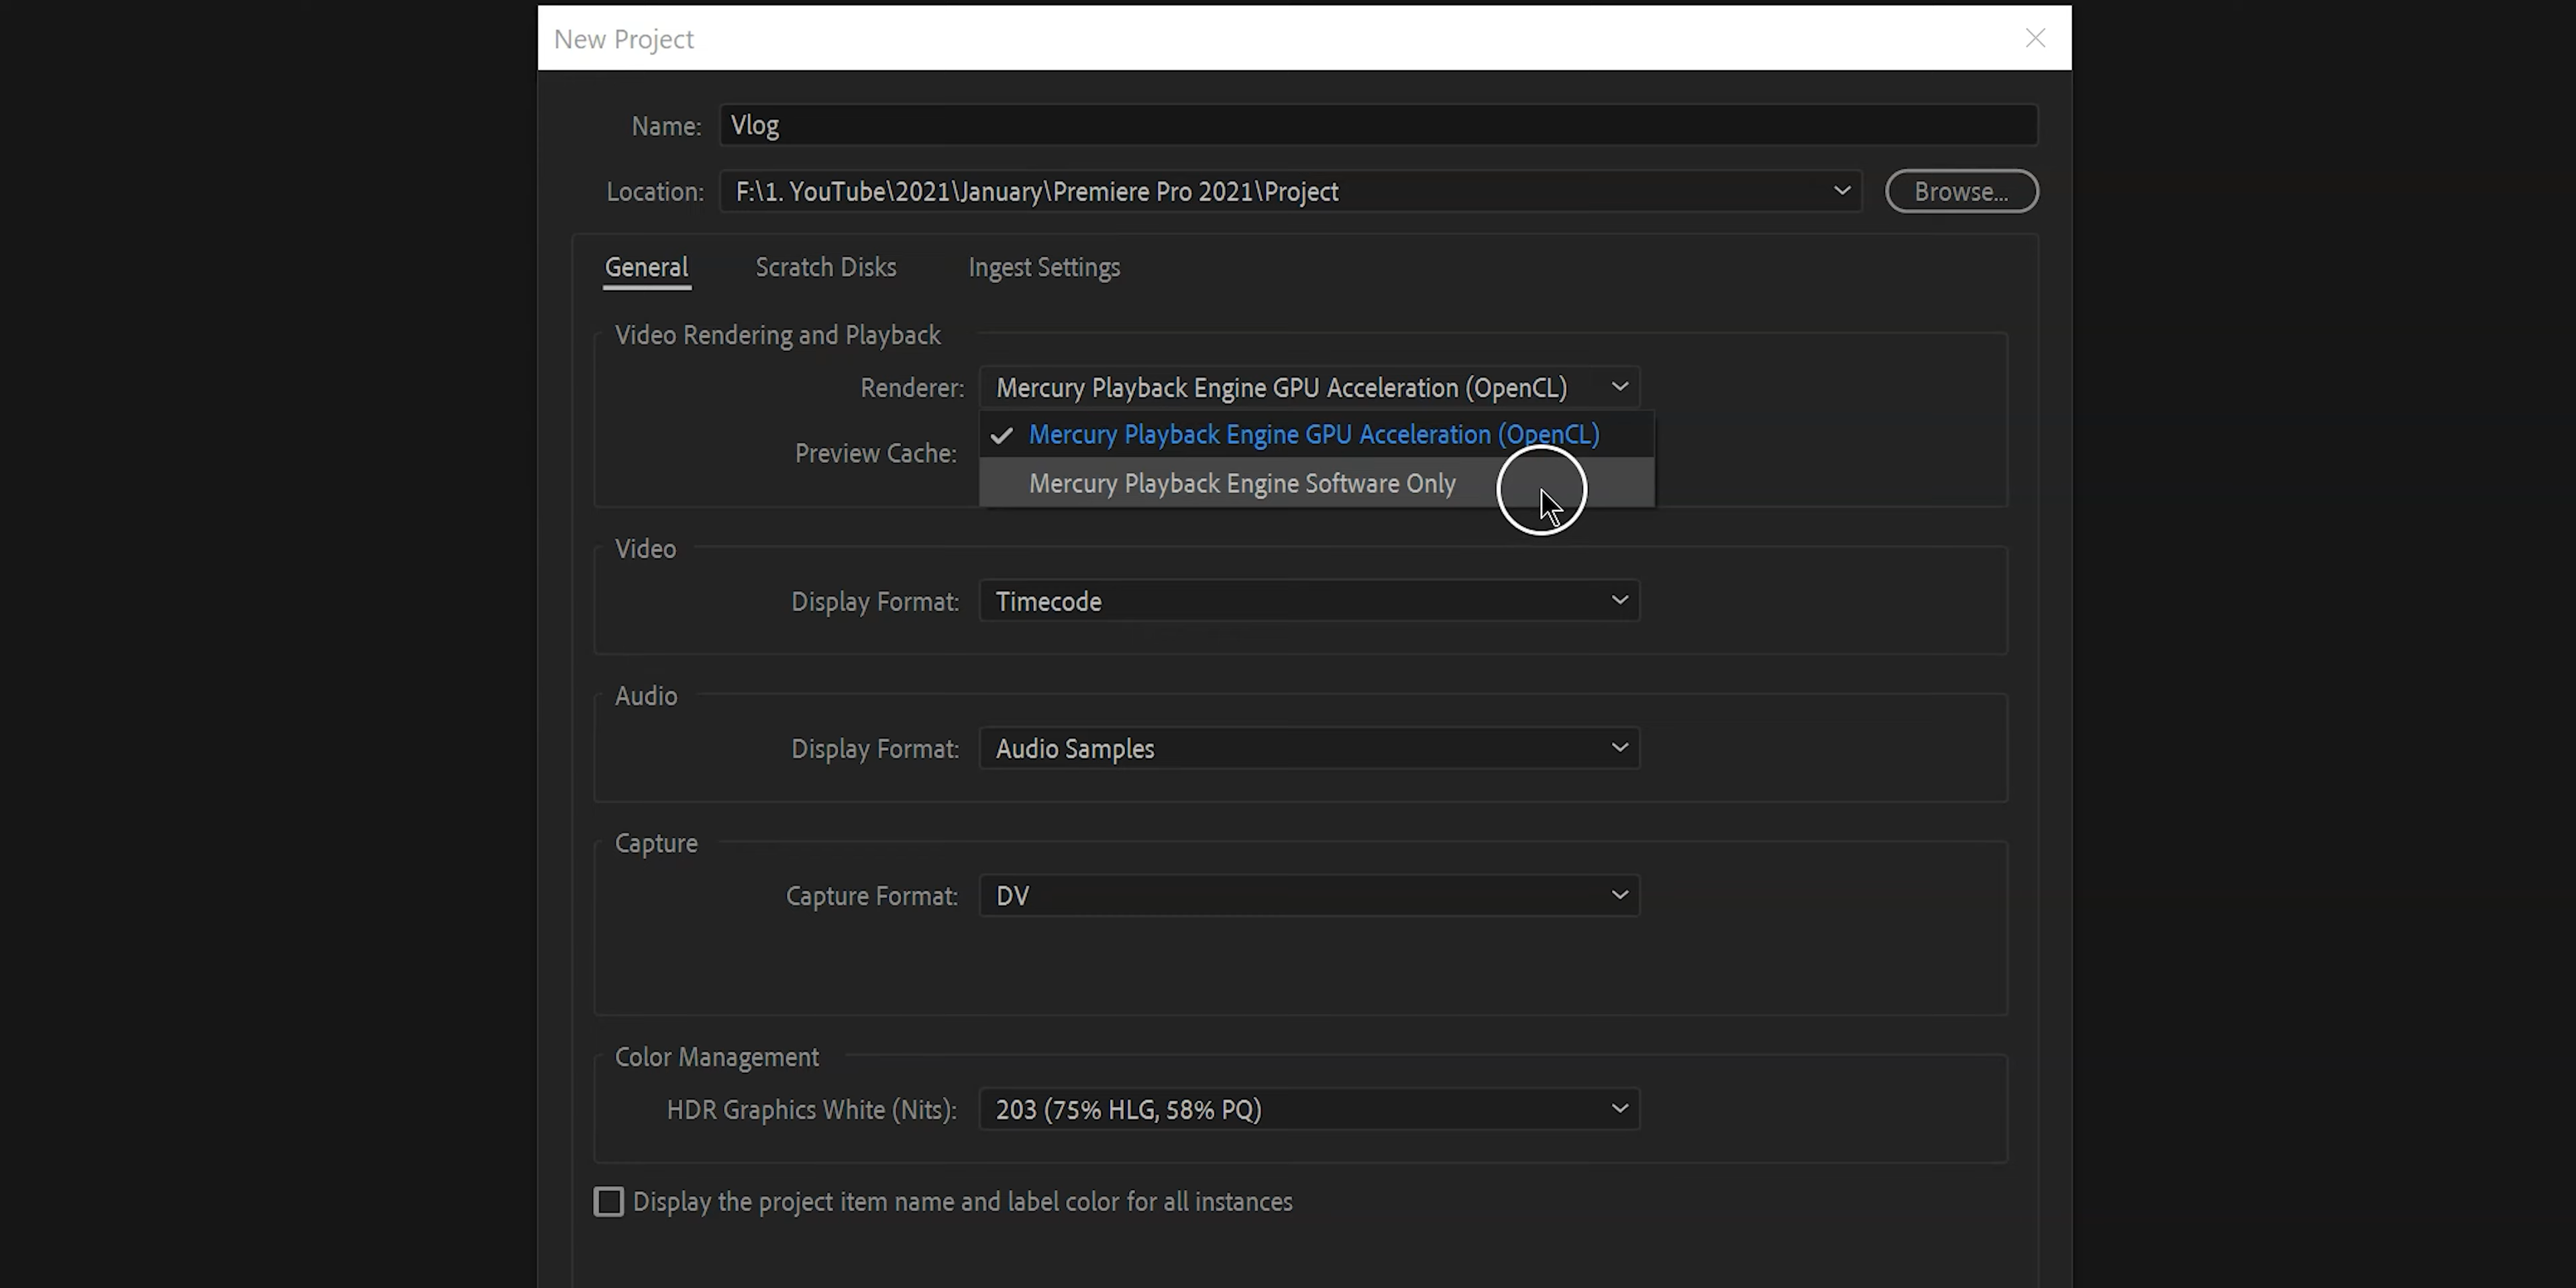 New Project
Name: Vlog
Location: F:\1. YouTube\2021\January\Premiere Pro 2021\Project Browse...
General Scratch Disks Ingest Settings
Video Rendering and Playback
Renderer: Mercury Playback Engine GPU Acceleration (OpenCL)
Mercury Playback Engine GPU Acceleration (OpenCL)
Preview Cache:
Mercury Playback Engine Software Only
Video
Display Format: Timecode
Audio
Display Format: Audio Samples
Capture
Capture Format: DV
Color Management
HDR Graphics White (Nits): 203 (75% HLG, 58% PQ)
Display the project item name and label color for all instances